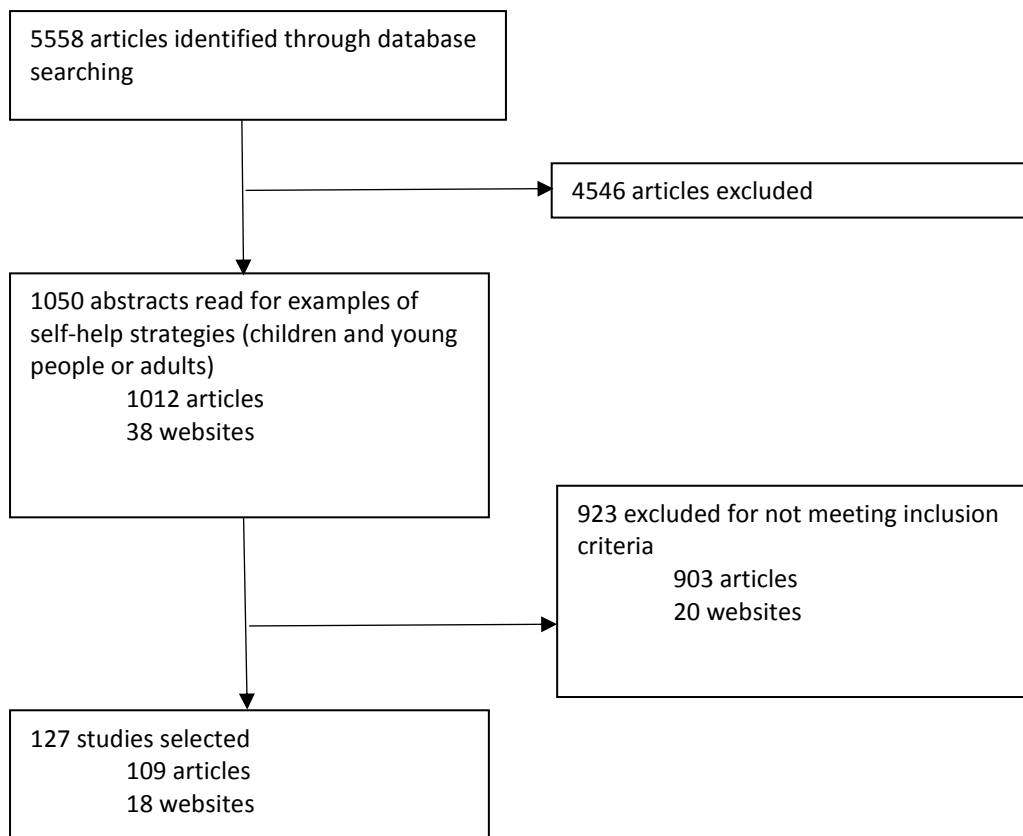 5558 articles identified through database
searching
4546 articles excluded
1050 abstracts read for examples of
self-help strategies (children and young
people or adults)
1012 articles
38 websites
923 excluded for not meeting inclusion
criteria
903 articles
20 websites
127 studies selected
109 articles
18 websites